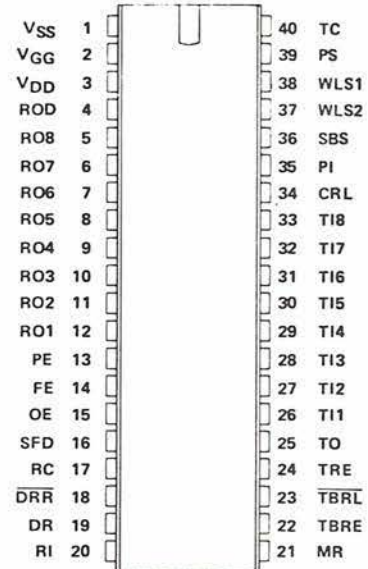 VSS 1 40 TC
VGG 2 39 PS
VDD 3 38 WLS1
ROD 4 37 WLS2
RO8 5 36 SBS
RO7 6 35 PI
RO6 7 34 CRL
RO5 8 33 TI8
RO4 9 32 TI7
RO3 10 31 TI6
RO2 11 30 TI5
RO1 12 29 TI4
PE 13 28 TI3
FE 14 27 TI2
OE 15 26 TI1
SFD 16 25 TO
RC 17 24 TRE
D̅R̅R̅ 18 23 T̅B̅R̅L̅
DR 19 22 TBRE
RI 20 21 MR